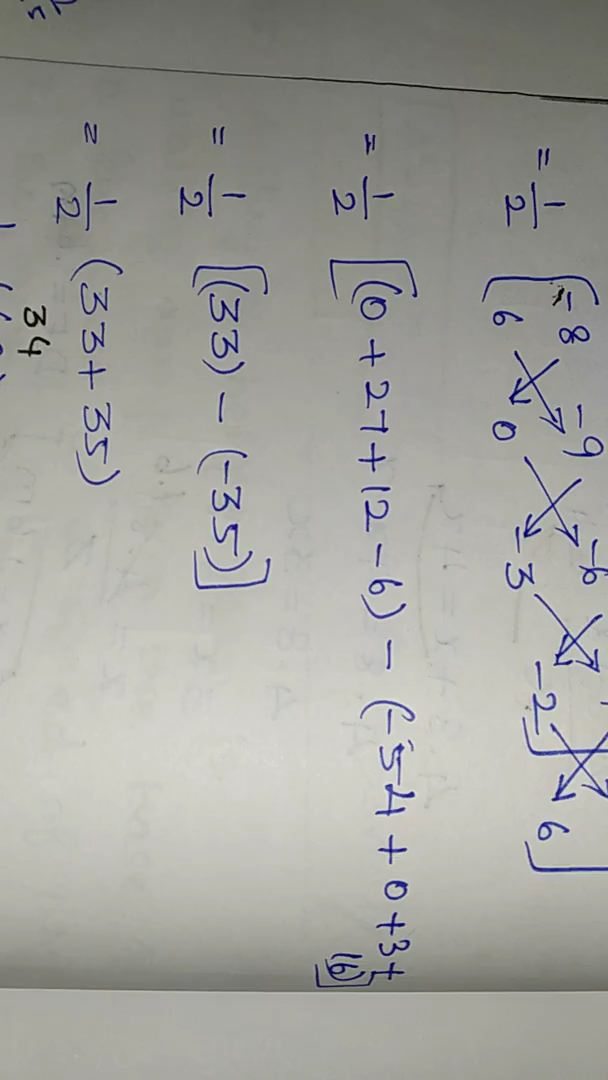 = 1/2 [ -8 -9 -6
6 0 -3 -2 6 ]
= 1/2 [(0 + 27 + 12 - 6) - (-54 + 0 + 3 +
16)]
= 1/2 [(33) - (-35)]
= 1/2 (33 + 35)
34